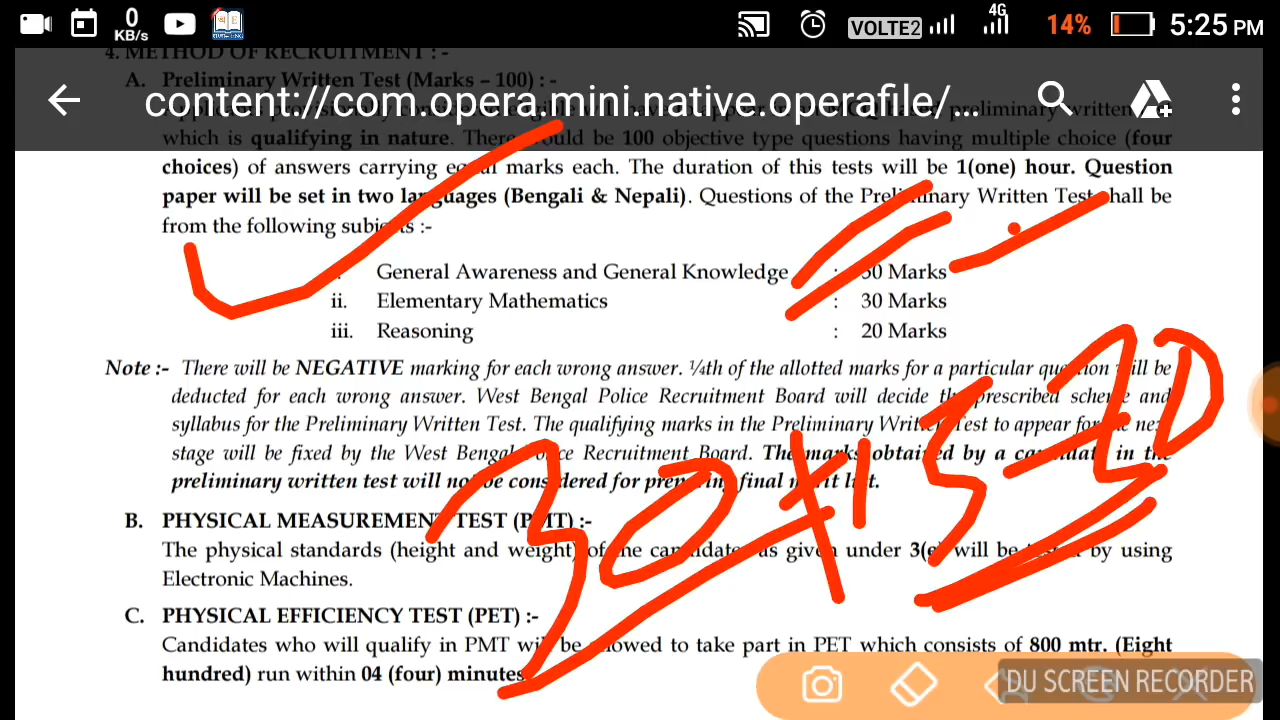 0 KB/s VOLTE2 4G 14% 5:25 PM
4. METHOD OF RECRUITMENT : -
A. Preliminary Written Test (Marks – 100) : -
content://com.opera.mini.native.operafile/ ...
preliminary written
which is qualifying in nature. There would be 100 objective type questions having multiple choice (four
choices) of answers carrying equal marks each. The duration of this tests will be 1(one) hour. Question
paper will be set in two languages (Bengali & Nepali). Questions of the Preliminary Written Test shall be
from the following subjects :-
General Awareness and General Knowledge : 50 Marks
ii. Elementary Mathematics : 30 Marks
iii. Reasoning : 20 Marks
Note :- There will be NEGATIVE marking for each wrong answer. ¼th of the allotted marks for a particular question will be
deducted for each wrong answer. West Bengal Police Recruitment Board will decide the prescribed scheme and
syllabus for the Preliminary Written Test. The qualifying marks in the Preliminary Written Test to appear for the next
stage will be fixed by the West Bengal Police Recruitment Board. The marks obtained by a candidate in the
preliminary written test will not be considered for preparing final merit list.
B. PHYSICAL MEASUREMENT TEST (PMT) :-
The physical standards (height and weight) of the candidates as given under 3(e) will be tested by using
Electronic Machines.
C. PHYSICAL EFFICIENCY TEST (PET) :-
Candidates who will qualify in PMT will be allowed to take part in PET which consists of 800 mtr. (Eight
hundred) run within 04 (four) minutes.
30 + 15 20
DU SCREEN RECORDER